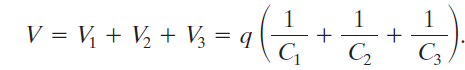 V = V₁ + V₂ + V₃ = q ( 1/C₁ + 1/C₂ + 1/C₃ ).